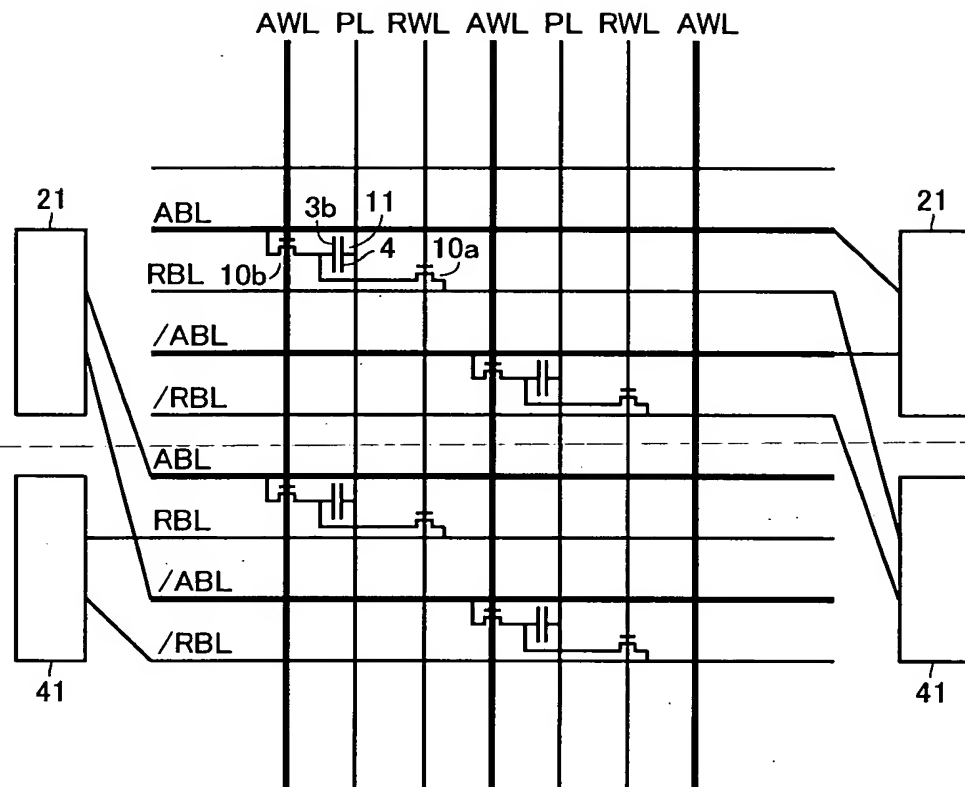 AWL PL RWL AWL PL RWL AWL
21
ABL
3b
11
21
4
10a
RBL
10b
/ABL
/RBL
ABL
RBL
/ABL
/RBL
41
41